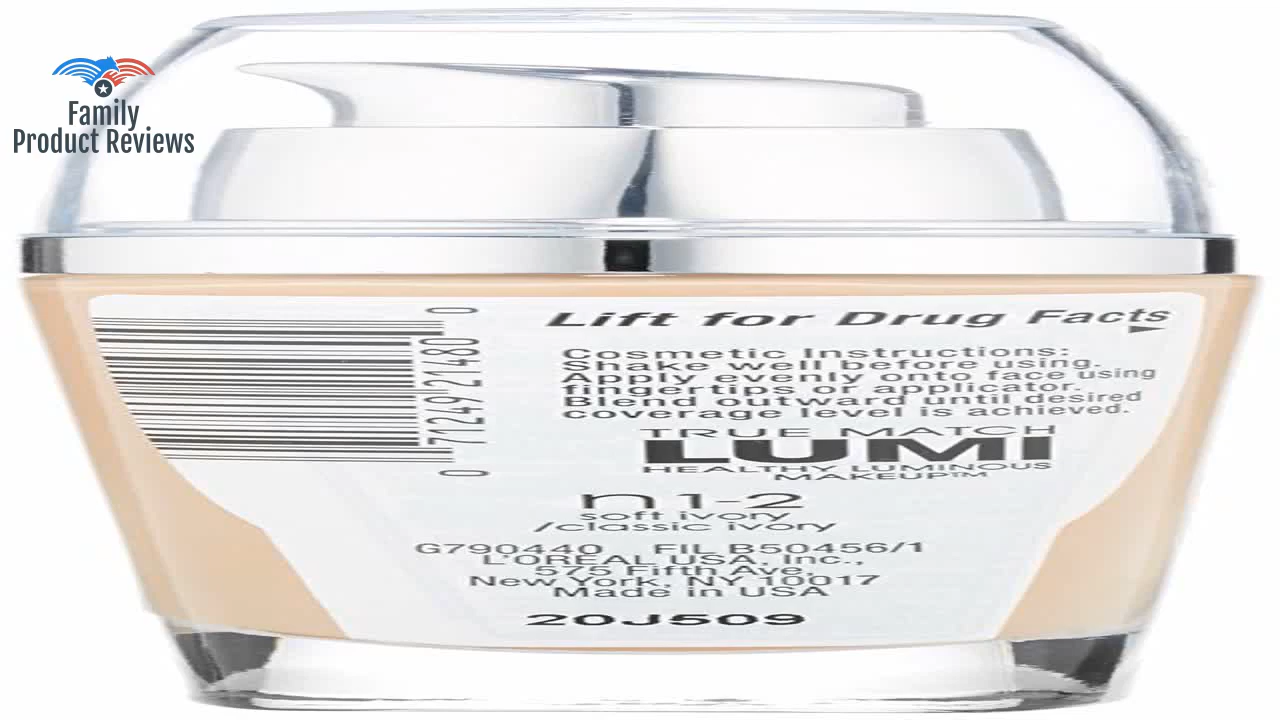 Family
Product Reviews
Lift for Drug Facts
Cosmetic Instructions:
Shake well before using.
Apply evenly onto face using
fingertips or applicator.
Blend outward until desired
coverage level is achieved.
TRUE MATCH
LUMI
HEALTHY LUMINOUS
MAKEUP™
n1-2
soft ivory
/classic ivory
G790440 FIL B50456/1
L'ORÉAL USA, Inc.,
575 Fifth Ave,
New York, NY 10017
Made in USA
20J509
0 71249 21480 0